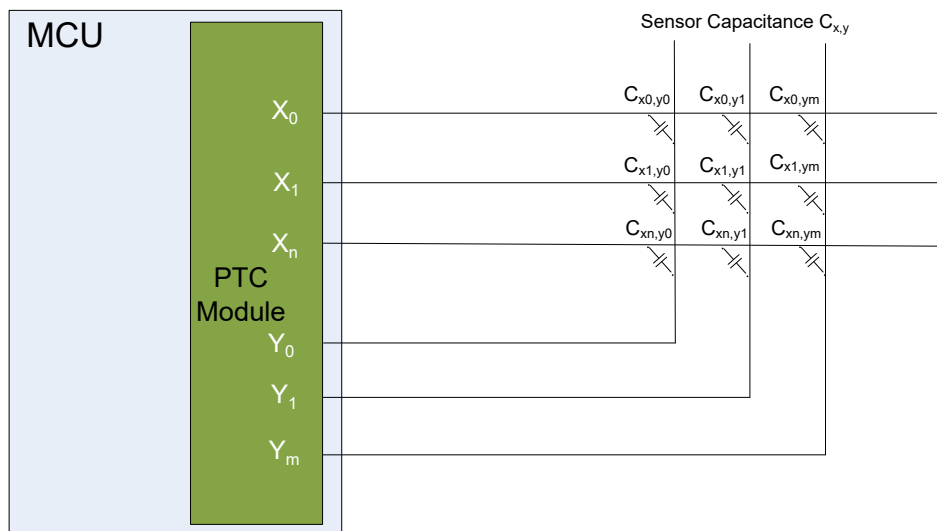 Sensor Capacitance Cx,y
MCU
Cx0,y0 Cx0,y1 Cx0,ym
X0
Cx1,y0 Cx1,y1 Cx1,ym
X1
Cxn,y0 Cxn,y1 Cxn,ym
Xn
PTC
Module
Y0
Y1
Ym